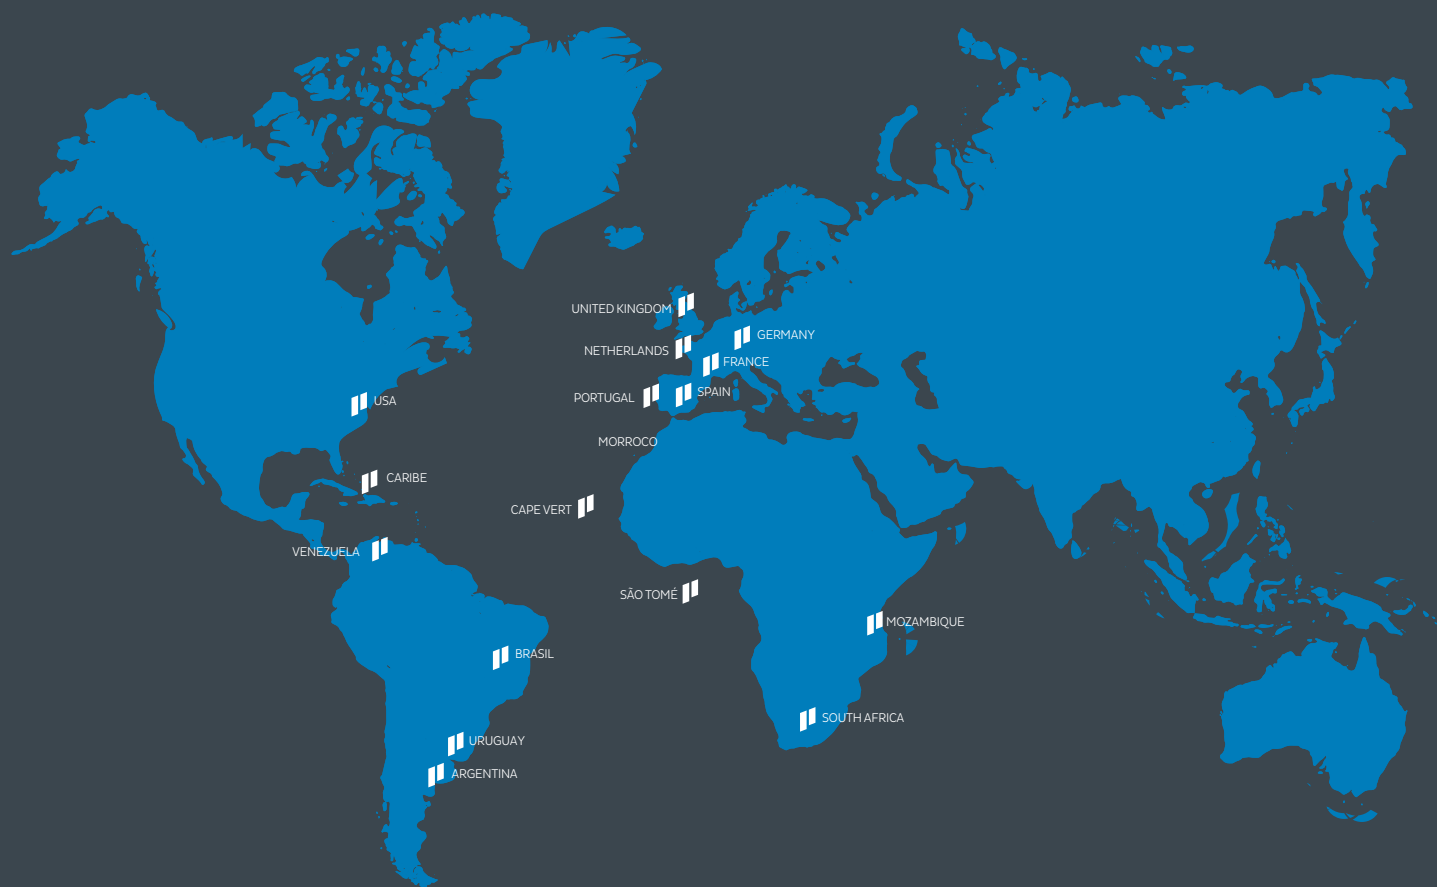 UNITED KINGDOM
GERMANY
NETHERLANDS
FRANCE
SPAIN
PORTUGAL
USA
MORROCO
CARIBE
CAPE VERT
VENEZUELA
SÃO TOMÉ
MOZAMBIQUE
BRASIL
SOUTH AFRICA
URUGUAY
ARGENTINA